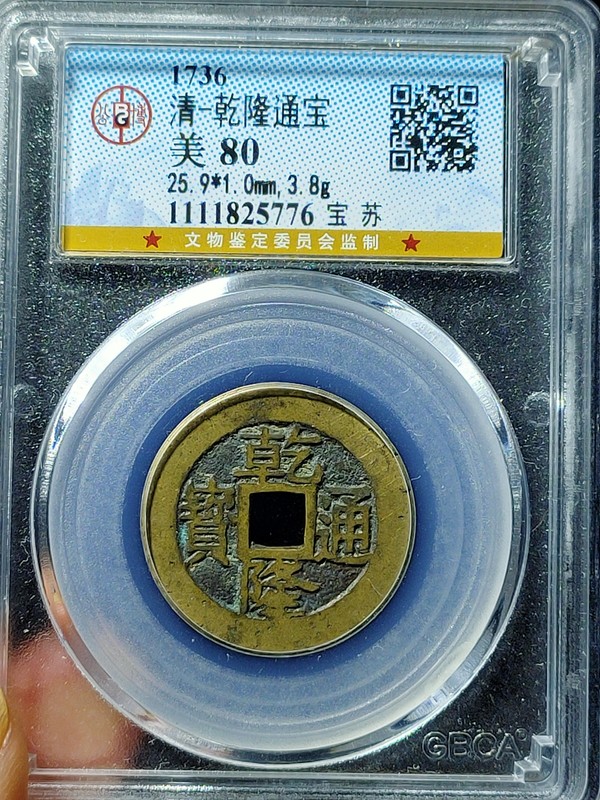 1736
清-乾隆通宝
美 80
25.9*1.0mm,3.8g
1111825776 宝 苏
文物鉴定委员会监制
乾隆通寳
GBCA